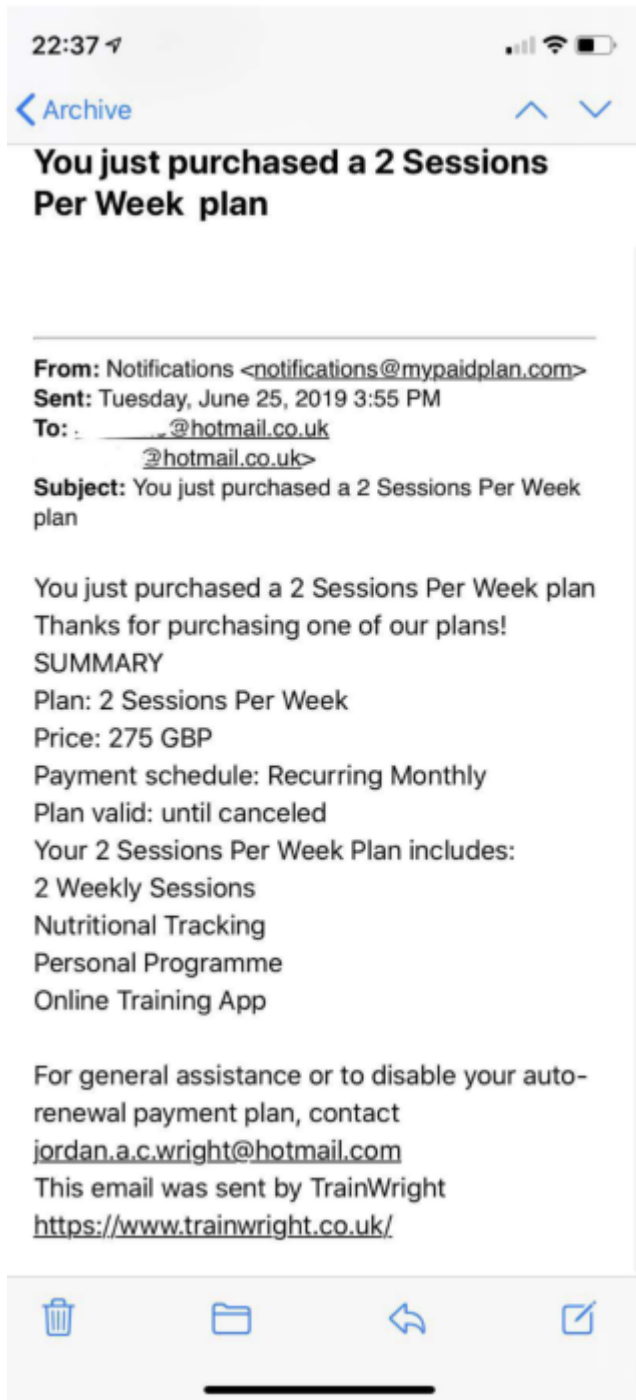 22:37
Archive
You just purchased a 2 Sessions
Per Week plan
From: Notifications <notifications@mypaidplan.com>
Sent: Tuesday, June 25, 2019 3:55 PM
To: @hotmail.co.uk
@hotmail.co.uk>
Subject: You just purchased a 2 Sessions Per Week
plan
You just purchased a 2 Sessions Per Week plan
Thanks for purchasing one of our plans!
SUMMARY
Plan: 2 Sessions Per Week
Price: 275 GBP
Payment schedule: Recurring Monthly
Plan valid: until canceled
Your 2 Sessions Per Week Plan includes:
2 Weekly Sessions
Nutritional Tracking
Personal Programme
Online Training App
For general assistance or to disable your auto-
renewal payment plan, contact
jordan.a.c.wright@hotmail.com
This email was sent by TrainWright
https://www.trainwright.co.uk/